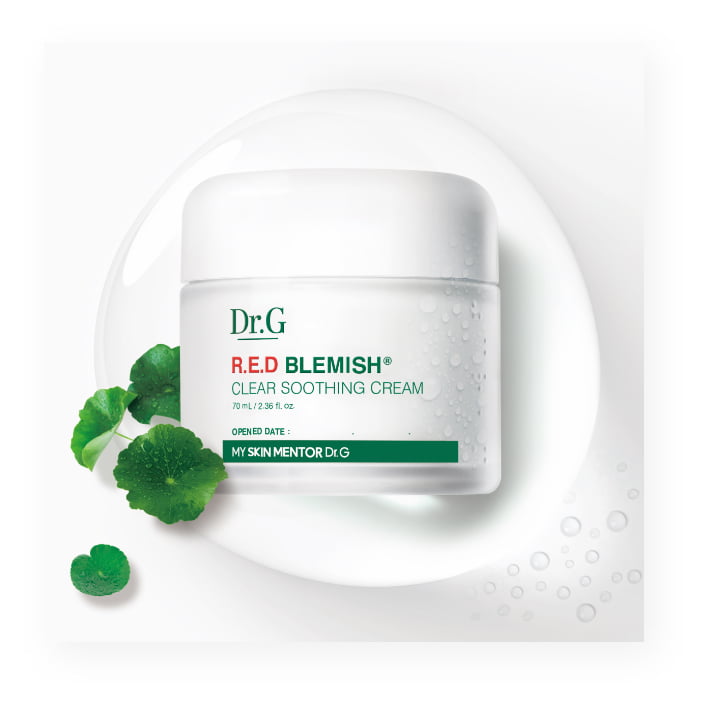 Dr.G
R.E.D BLEMISH®
CLEAR SOOTHING CREAM
70 mL / 2.36 fl. oz.
OPENED DATE : . .
MY SKIN MENTOR Dr.G